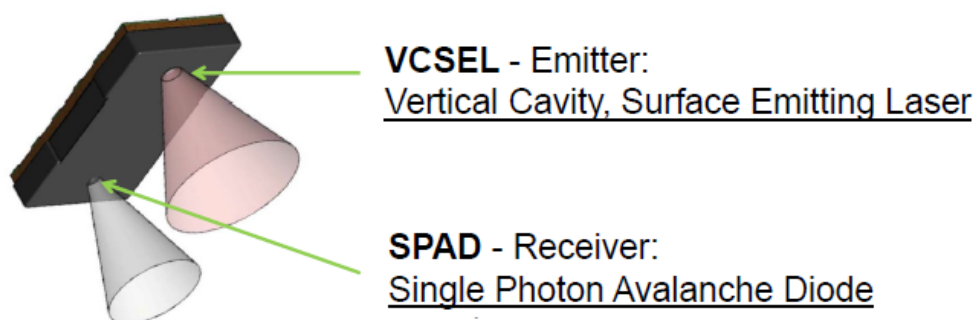 VCSEL - Emitter:
Vertical Cavity, Surface Emitting Laser
SPAD - Receiver:
Single Photon Avalanche Diode